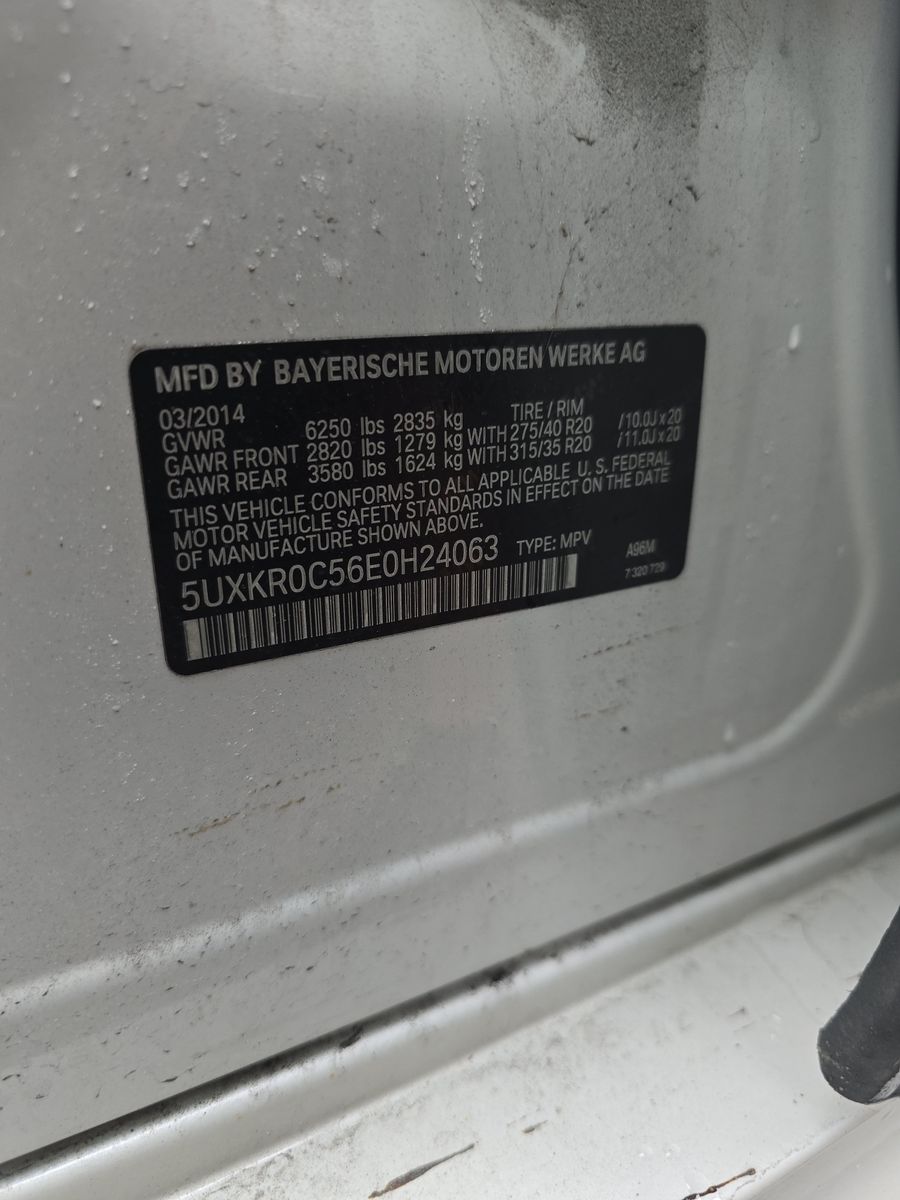 MFD BY BAYERISCHE MOTOREN WERKE AG
03/2014 TIRE / RIM
GVWR 6250 lbs 2835 kg
GAWR FRONT 2820 lbs 1279 kg WITH 275/40 R20 /10.0J x 20
GAWR REAR 3580 lbs 1624 kg WITH 315/35 R20 /11.0J x 20
THIS VEHICLE CONFORMS TO ALL APPLICABLE U. S. FEDERAL
MOTOR VEHICLE SAFETY STANDARDS IN EFFECT ON THE DATE
OF MANUFACTURE SHOWN ABOVE.
5UXKR0C56E0H24063 TYPE: MPV A96M
7 320 729